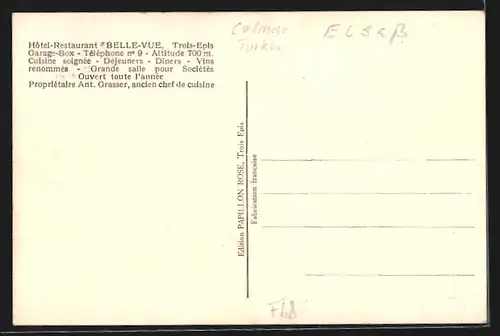 Hôtel-Restaurant "BELLE-VUE, Trois-Epis
Garage-Box - Téléphone nº 9 - Altitude 700 m.
Cuisine soignée - Déjeuners - Dîners - Vins
renommés - Grande salle pour Sociétés
Ouvert toute l'année
Propriétaire Ant. Grasser, ancien chef de cuisine
Colmar
Elsaß
Edition PAPILLON ROSE, Trois Epis
Fabrication française